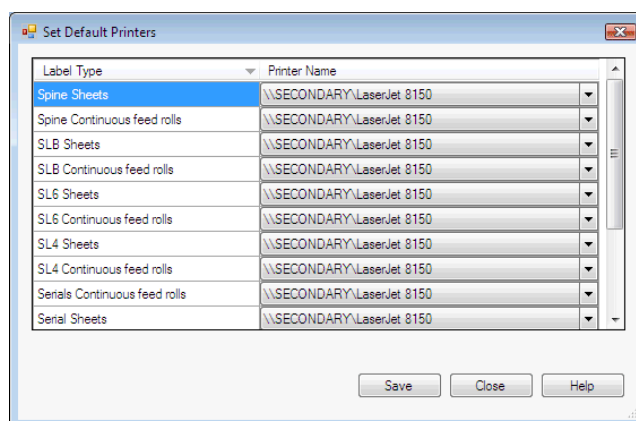 Set Default Printers
Label Type Printer Name
Spine Sheets \\SECONDARY\LaserJet 8150
Spine Continuous feed rolls \\SECONDARY\LaserJet 8150
SLB Sheets \\SECONDARY\LaserJet 8150
SLB Continuous feed rolls \\SECONDARY\LaserJet 8150
SL6 Sheets \\SECONDARY\LaserJet 8150
SL6 Continuous feed rolls \\SECONDARY\LaserJet 8150
SL4 Sheets \\SECONDARY\LaserJet 8150
SL4 Continuous feed rolls \\SECONDARY\LaserJet 8150
Serials Continuous feed rolls \\SECONDARY\LaserJet 8150
Serial Sheets \\SECONDARY\LaserJet 8150
Save Close Help